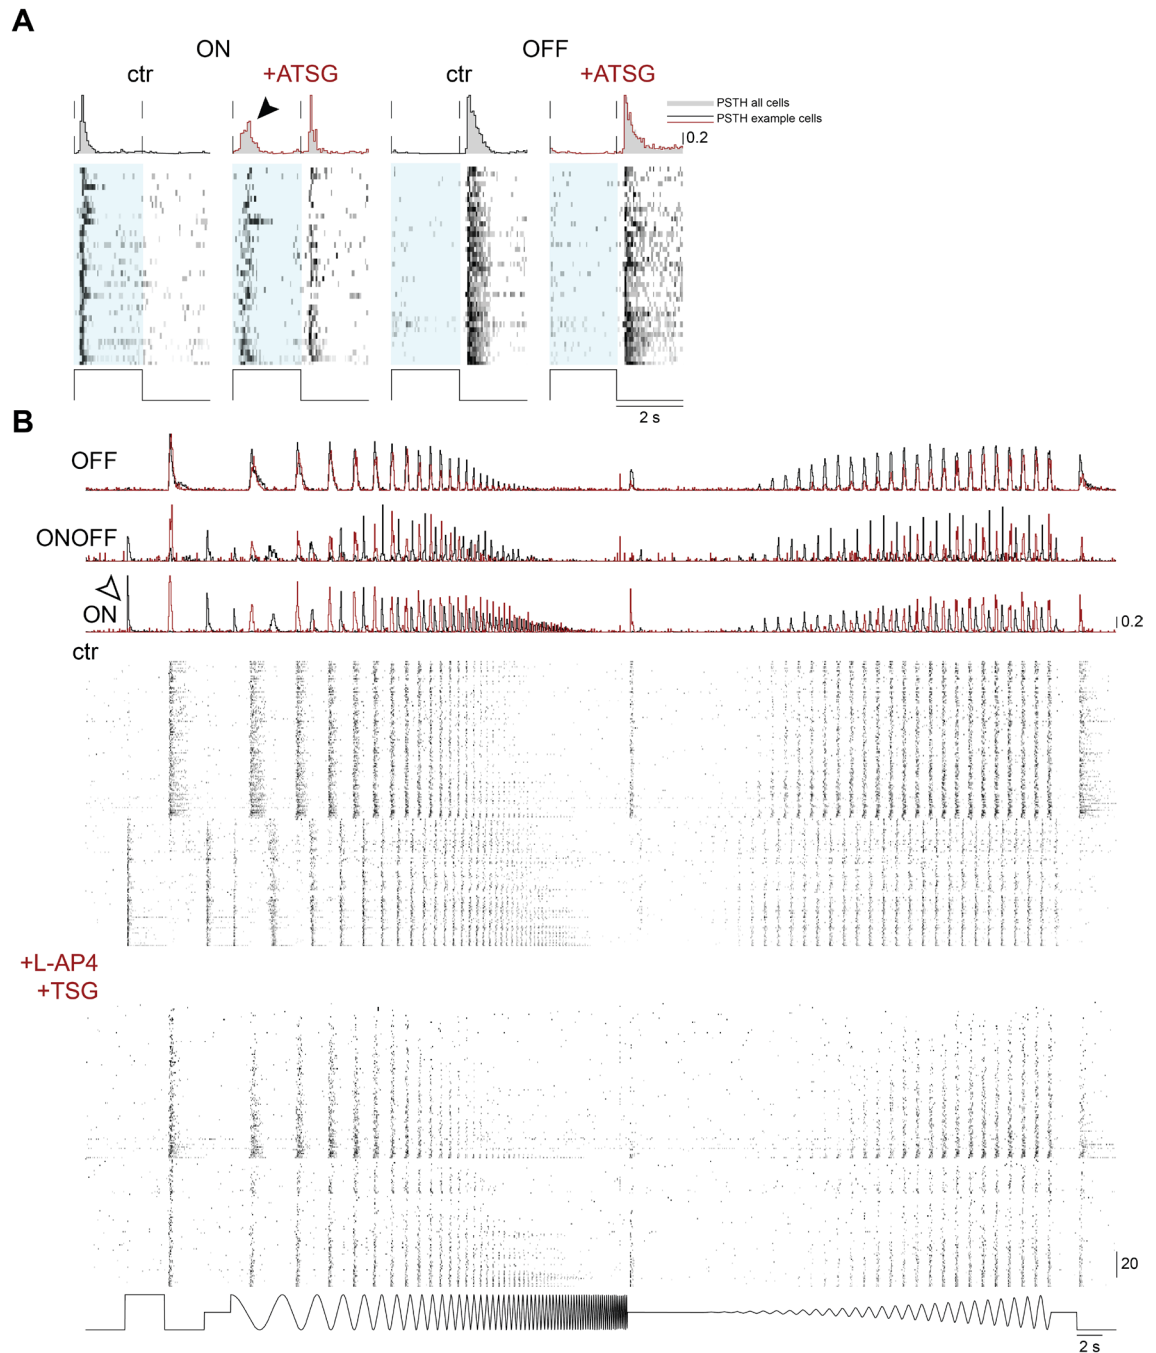 A
ON OFF
ctr +ATSG ctr +ATSG
PSTH all cells
PSTH example cells
0.2
2 s
B
OFF
ONOFF
ON
0.2
ctr
+L-AP4
+TSG
20
2 s